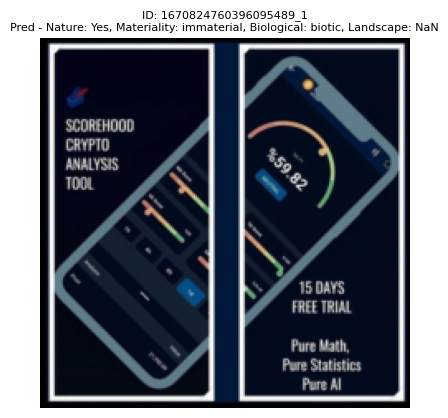 ID: 1670824760396095489_1
Pred - Nature: Yes, Materiality: immaterial, Biological: biotic, Landscape: NaN
SCOREHOOD
CRYPTO
ANALYSIS
TOOL
%59.82
NEUTRAL
15 DAYS
FREE TRIAL
Pure Math,
Pure Statistics
Pure AI